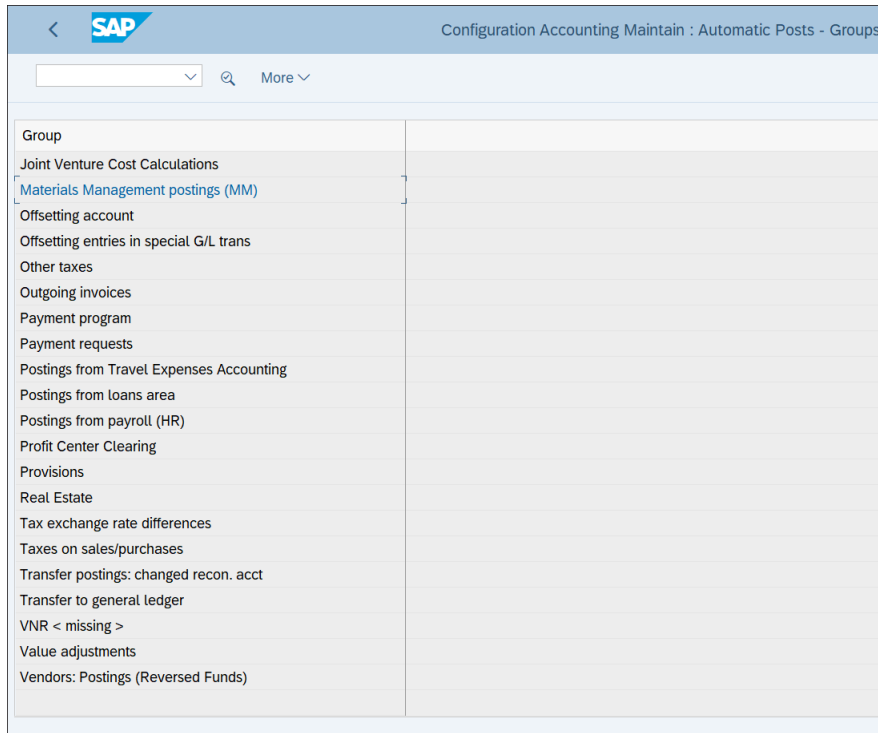 SAP
Configuration Accounting Maintain : Automatic Posts - Groups
More
Group
Joint Venture Cost Calculations
Materials Management postings (MM)
Offsetting account
Offsetting entries in special G/L trans
Other taxes
Outgoing invoices
Payment program
Payment requests
Postings from Travel Expenses Accounting
Postings from loans area
Postings from payroll (HR)
Profit Center Clearing
Provisions
Real Estate
Tax exchange rate differences
Taxes on sales/purchases
Transfer postings: changed recon. acct
Transfer to general ledger
VNR < missing >
Value adjustments
Vendors: Postings (Reversed Funds)